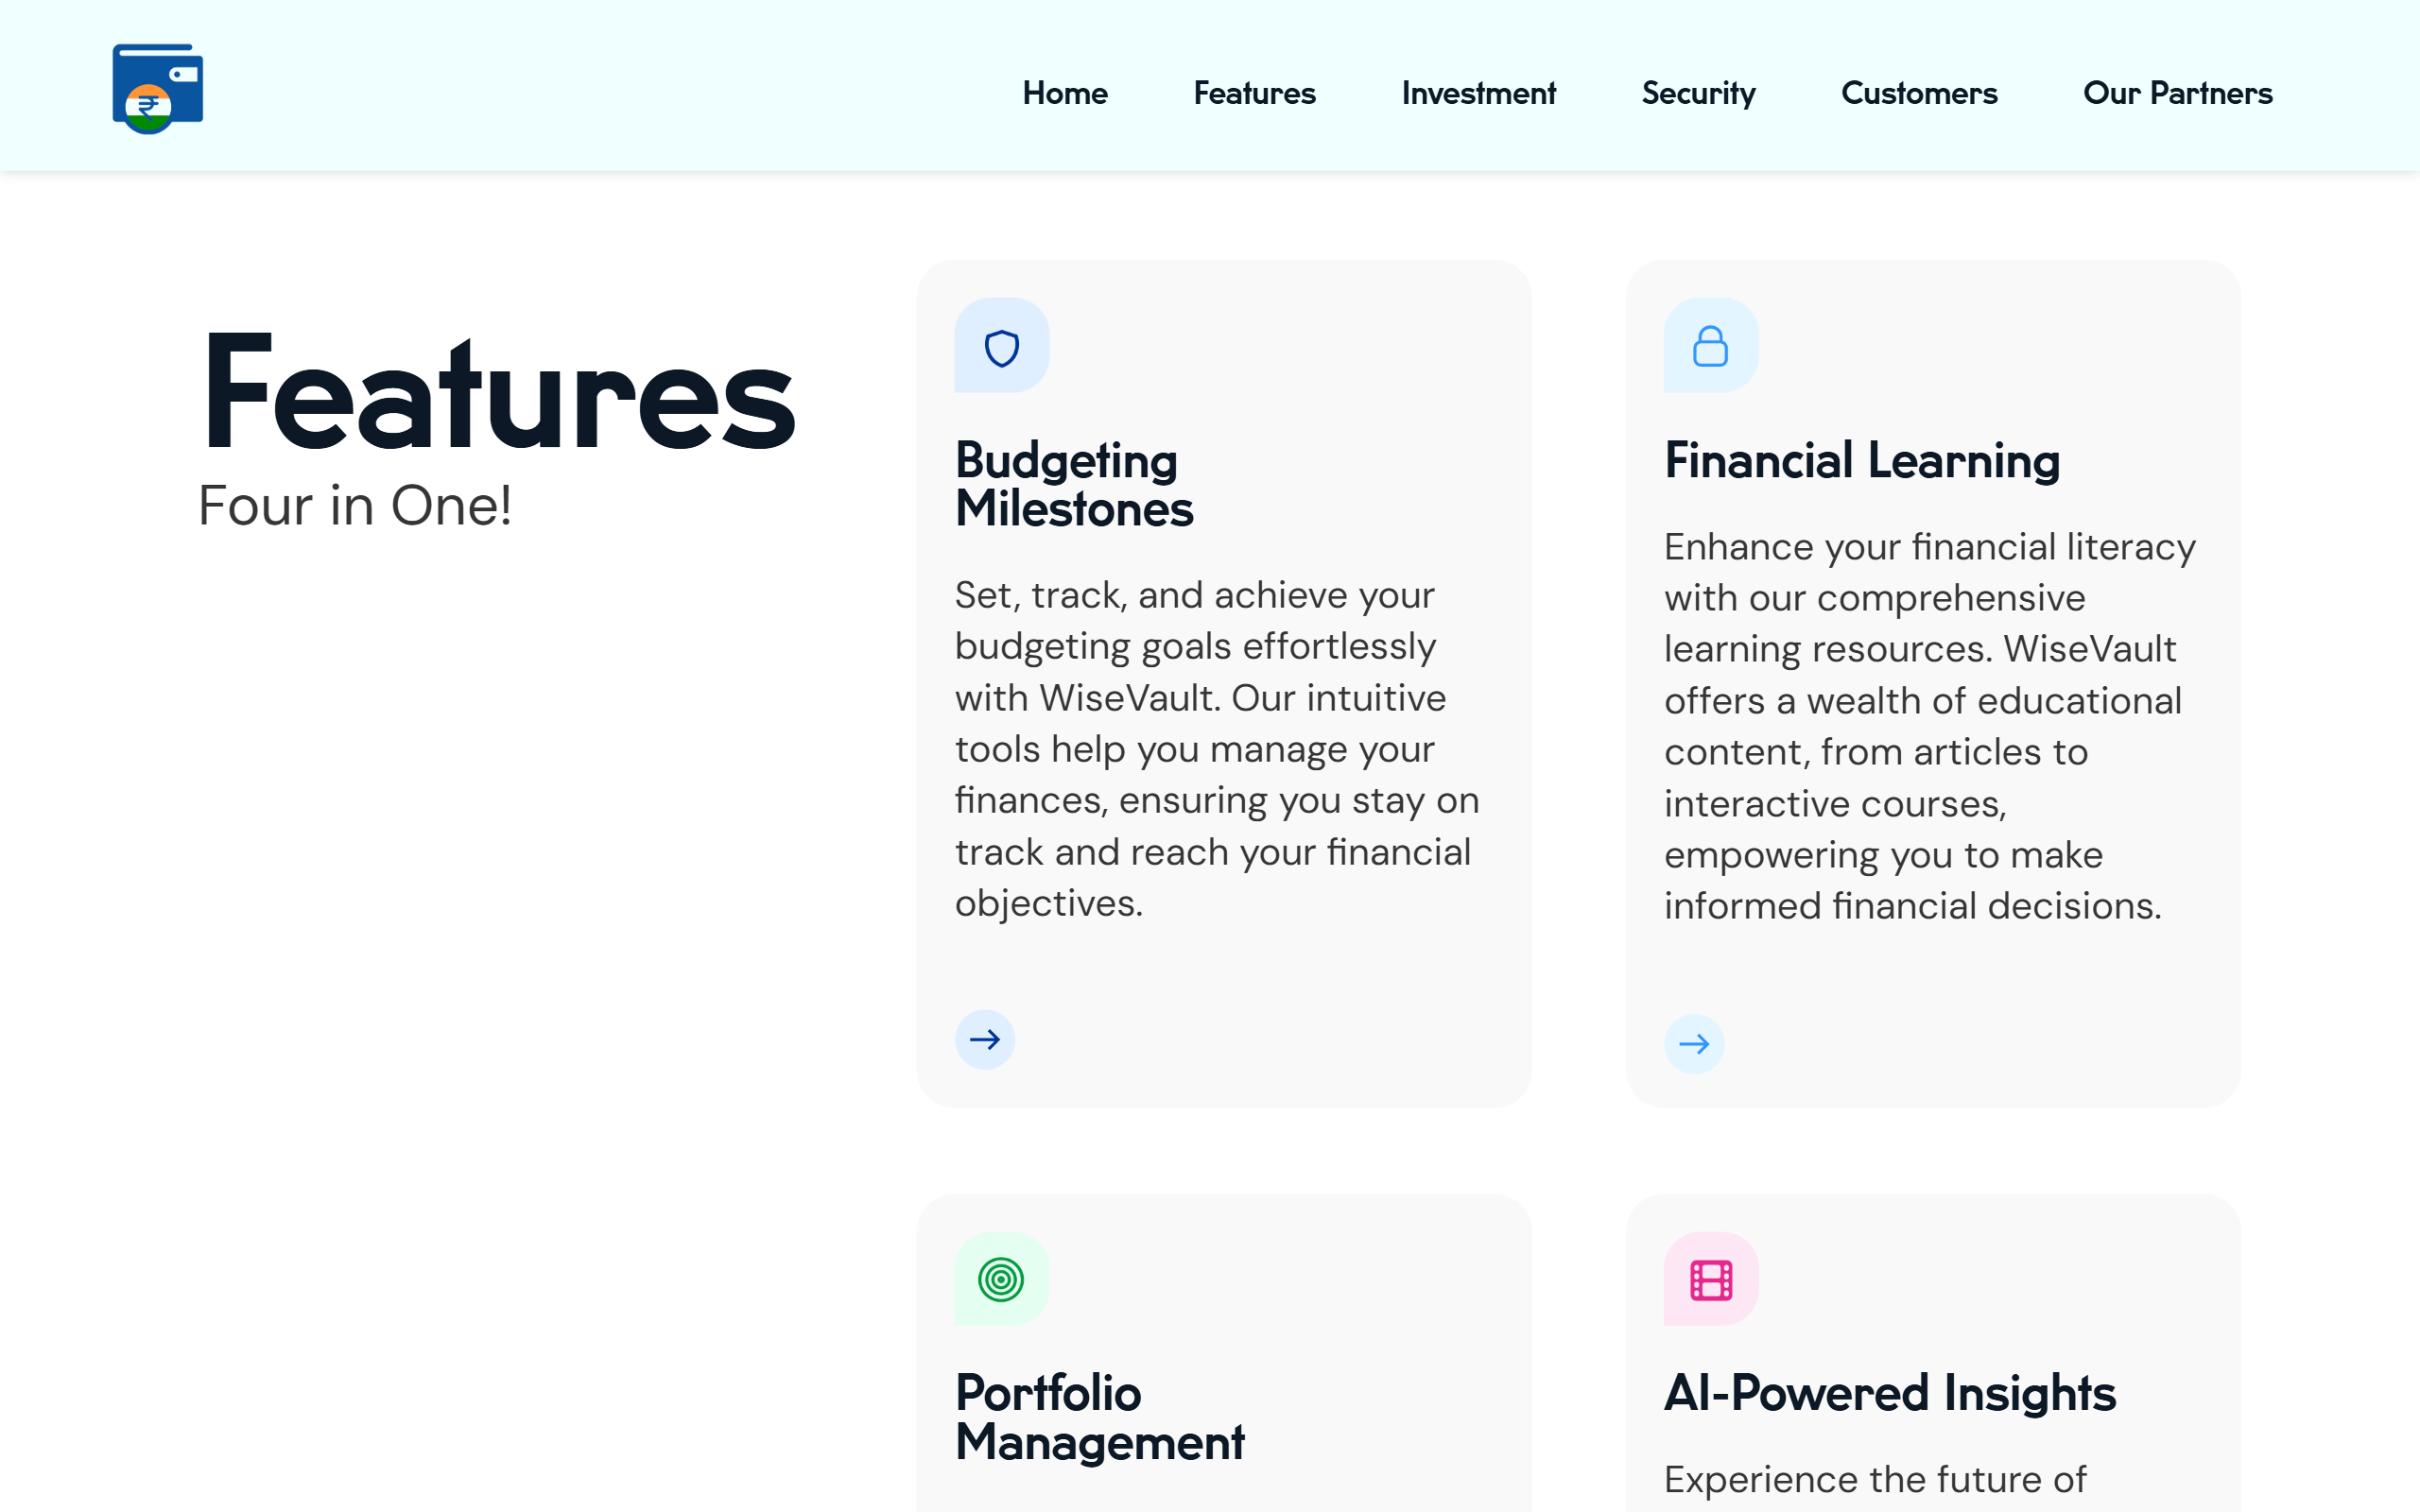 ₹
Home Features Investment Security Customers Our Partners
Features
Four in One!
Budgeting
Milestones
Set, track, and achieve your
budgeting goals effortlessly
with WiseVault. Our intuitive
tools help you manage your
finances, ensuring you stay on
track and reach your financial
objectives.
Financial Learning
Enhance your financial literacy
with our comprehensive
learning resources. WiseVault
offers a wealth of educational
content, from articles to
interactive courses,
empowering you to make
informed financial decisions.
Portfolio
Management
AI-Powered Insights
Experience the future of